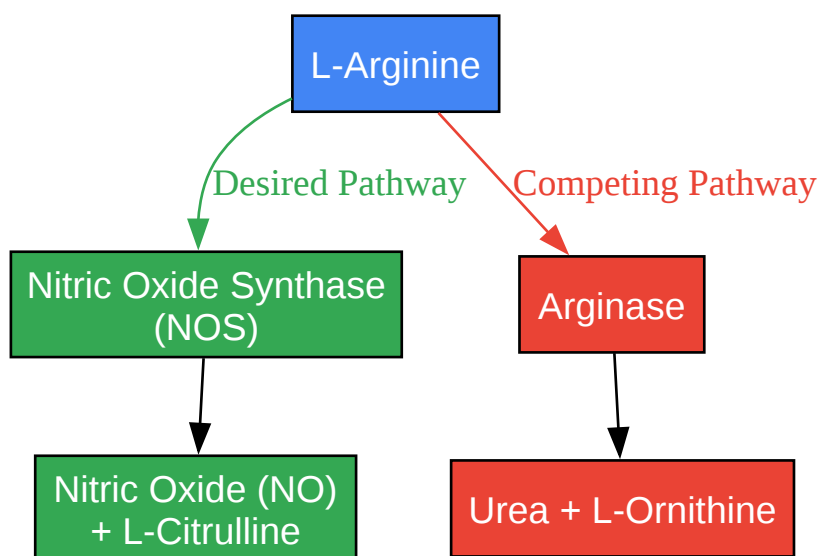 L-Arginine
Desired Pathway
Competing Pathway
Nitric Oxide Synthase
(NOS)
Arginase
Nitric Oxide (NO)
+ L-Citrulline
Urea + L-Ornithine